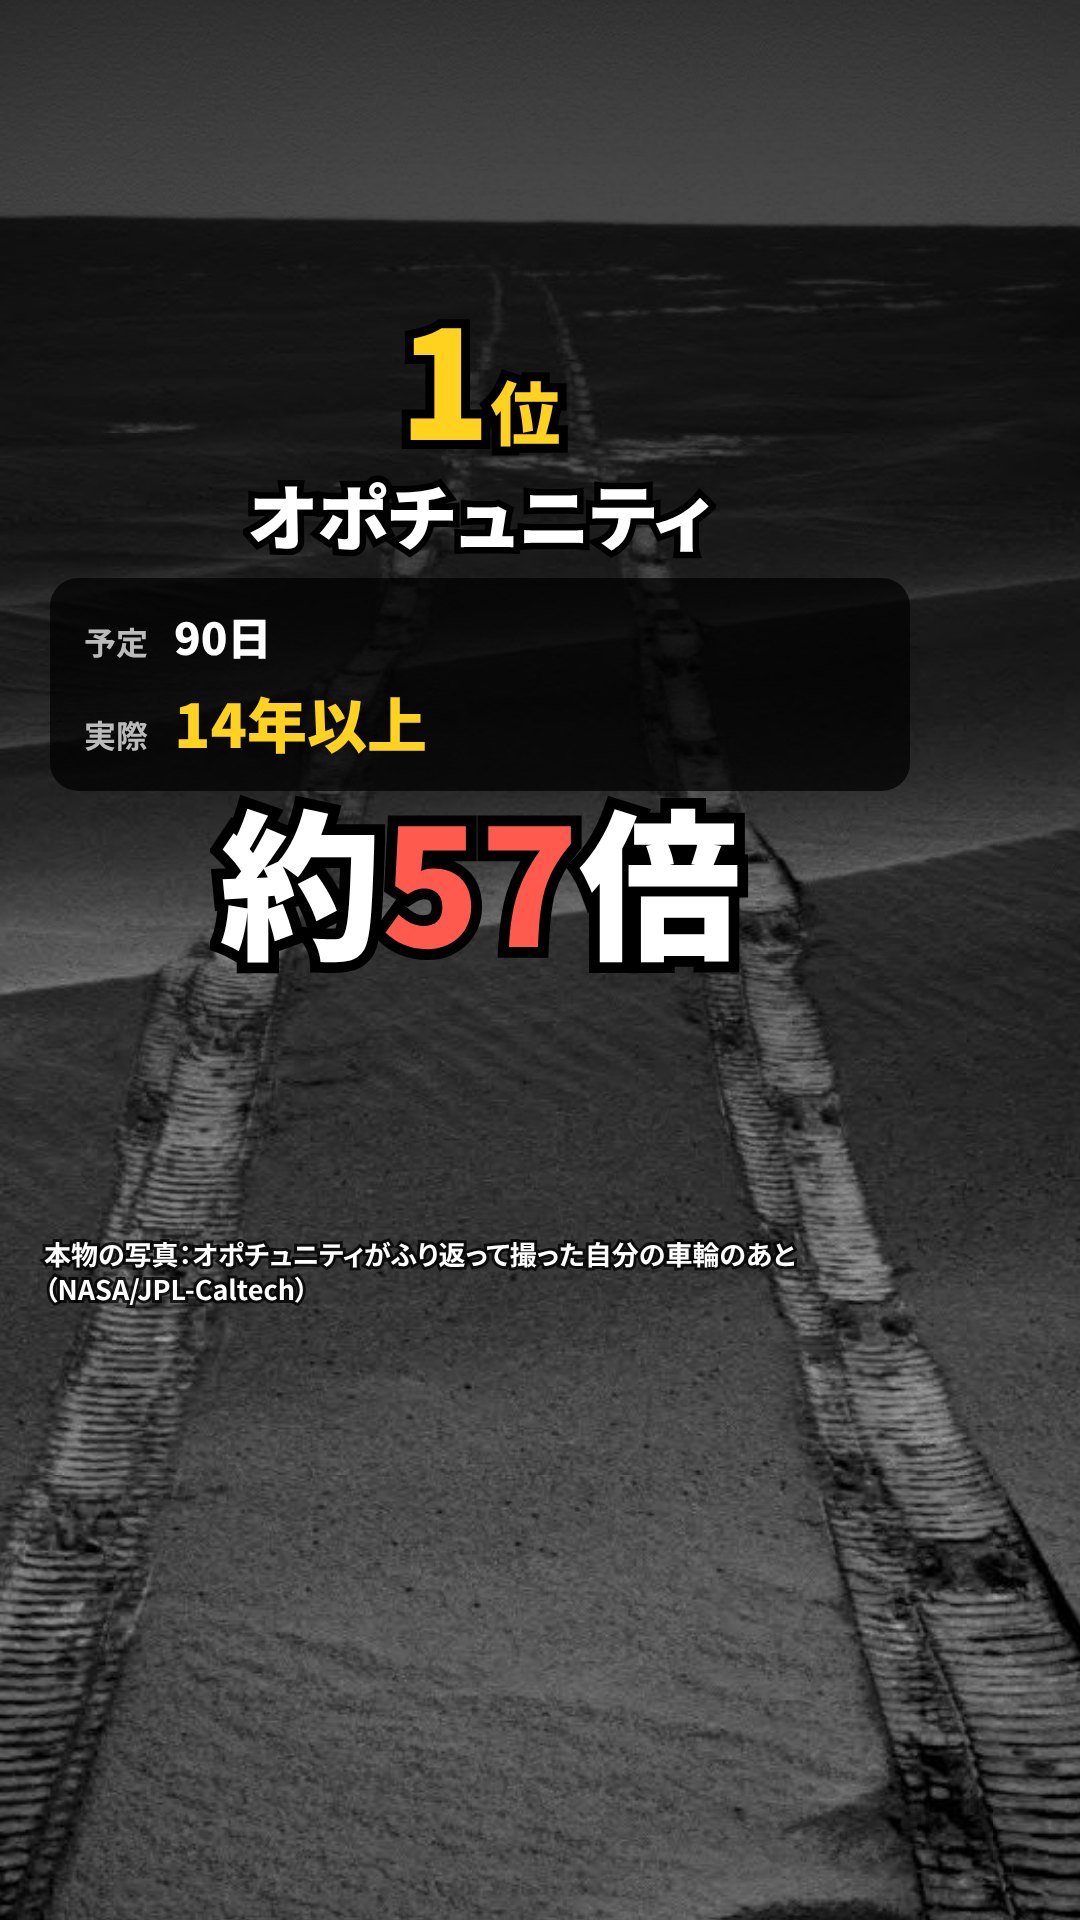 1位
オポチュニティ
予定 90日
実際 14年以上
約57倍
本物の写真：オポチュニティがふり返って撮った自分の車輪のあと
（NASA/JPL-Caltech）